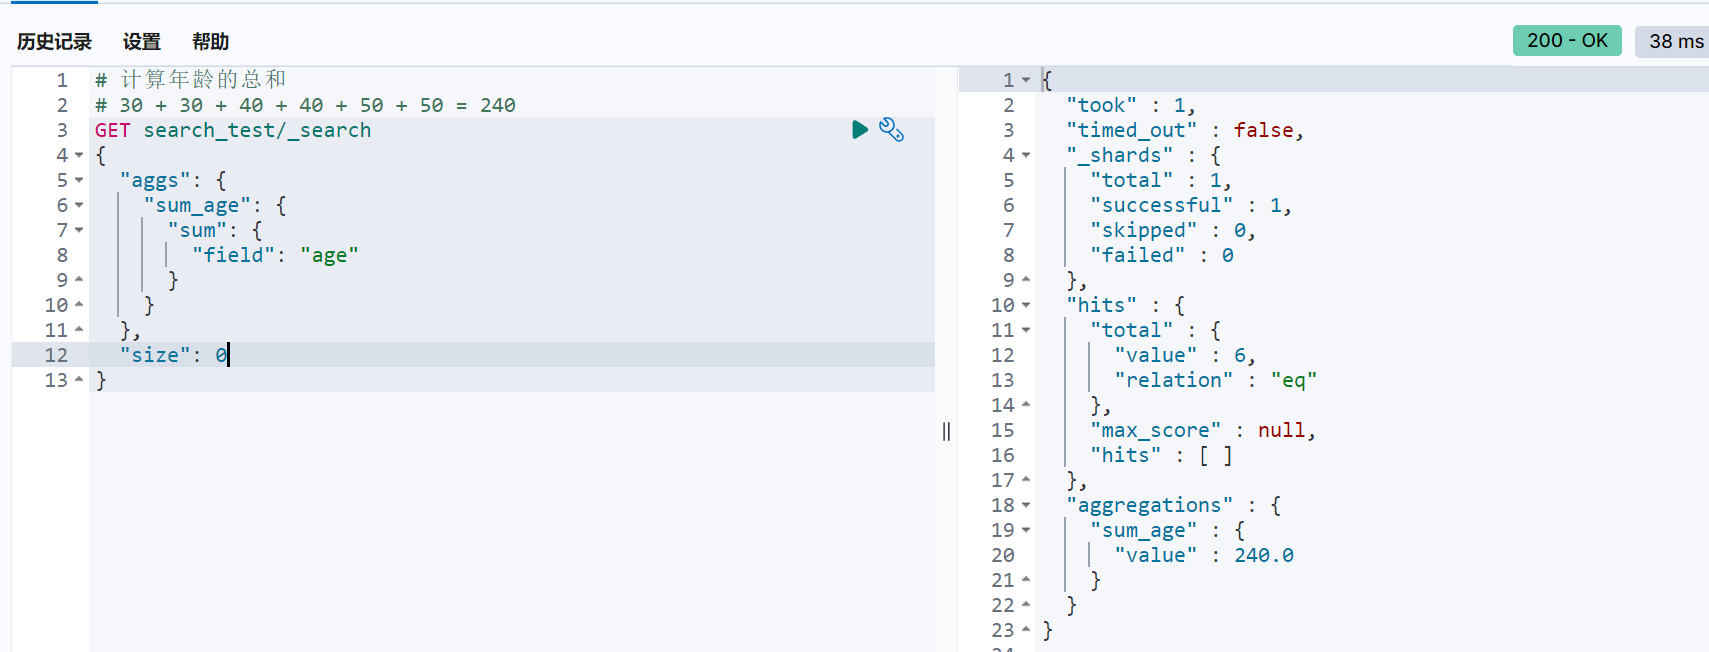 历史记录 设置 帮助 200 - OK 38 ms
1 # 计算年龄的总和
2 # 30 + 30 + 40 + 40 + 50 + 50 = 240
3 GET search_test/_search
4 {
5 "aggs": {
6 "sum_age": {
7 "sum": {
8 "field": "age"
9 }
10 }
11 },
12 "size": 0
13 }
1 {
2 "took" : 1,
3 "timed_out" : false,
4 "_shards" : {
5 "total" : 1,
6 "successful" : 1,
7 "skipped" : 0,
8 "failed" : 0
9 },
10 "hits" : {
11 "total" : {
12 "value" : 6,
13 "relation" : "eq"
14 },
15 "max_score" : null,
16 "hits" : [ ]
17 },
18 "aggregations" : {
19 "sum_age" : {
20 "value" : 240.0
21 }
22 }
23 }